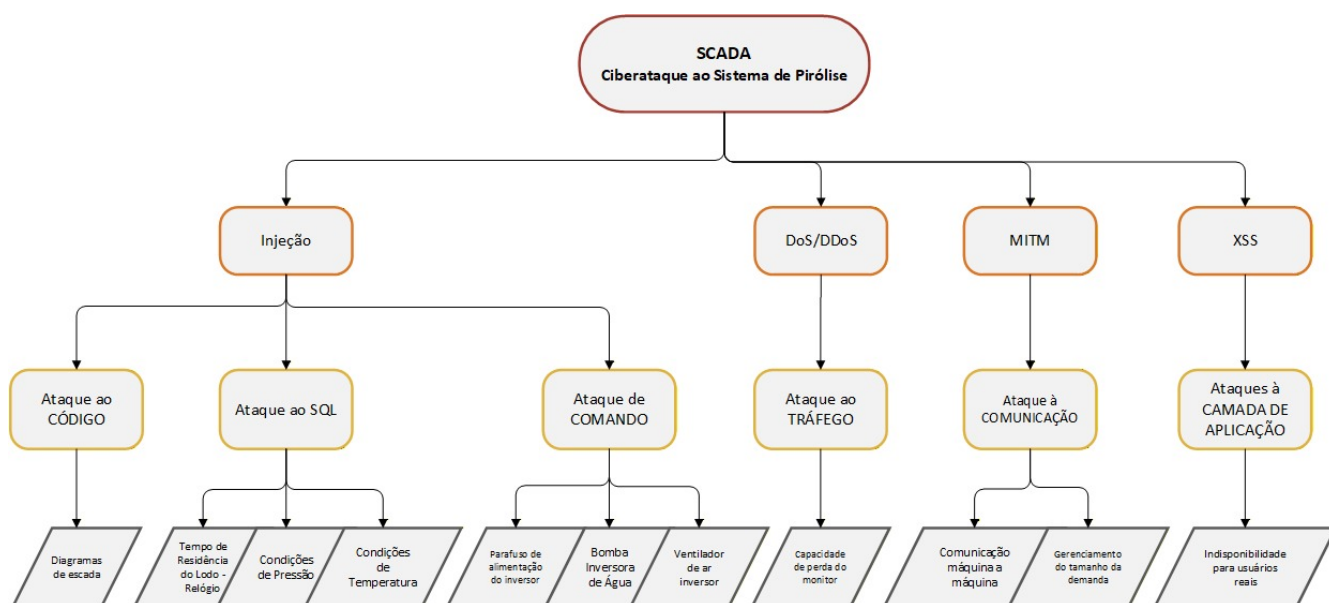 SCADA
Ciberataque ao Sistema de Pirólise
Injeção
DoS/DDoS
MITM
XSS
Ataque ao
CÓDIGO
Ataque ao SQL
Ataque de
COMANDO
Ataque ao
TRÁFEGO
Ataque à
COMUNICAÇÃO
Ataques à
CAMADA DE
APLICAÇÃO
Diagramas
de escada
Tempo de
Residência
do Lodo -
Relógio
Condições
de Pressão
Condições
de
Temperatura
Parafuso de
alimentação
do inversor
Bomba
Inversora
de Água
Ventilador
de ar
inversor
Capacidade
de perda do
monitor
Comunicação
máquina a
máquina
Gerenciamento
do tamanho da
demanda
Indisponibilidade
para usuários
reais